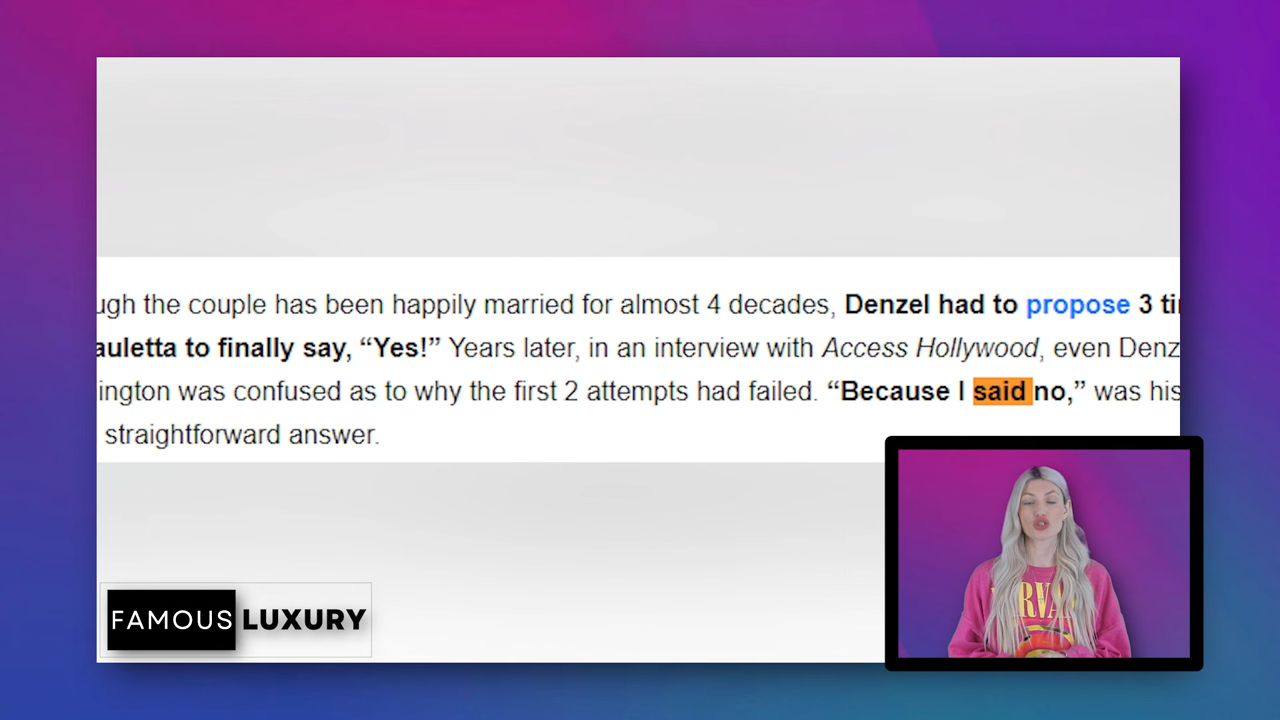 ugh the couple has been happily married for almost 4 decades, Denzel had to propose 3
auletta to finally say, “Yes!” Years later, in an interview with Access Hollywood, even Denz
ington was confused as to why the first 2 attempts had failed. “Because I said no,” was his
straightforward answer.
FAMOUS LUXURY